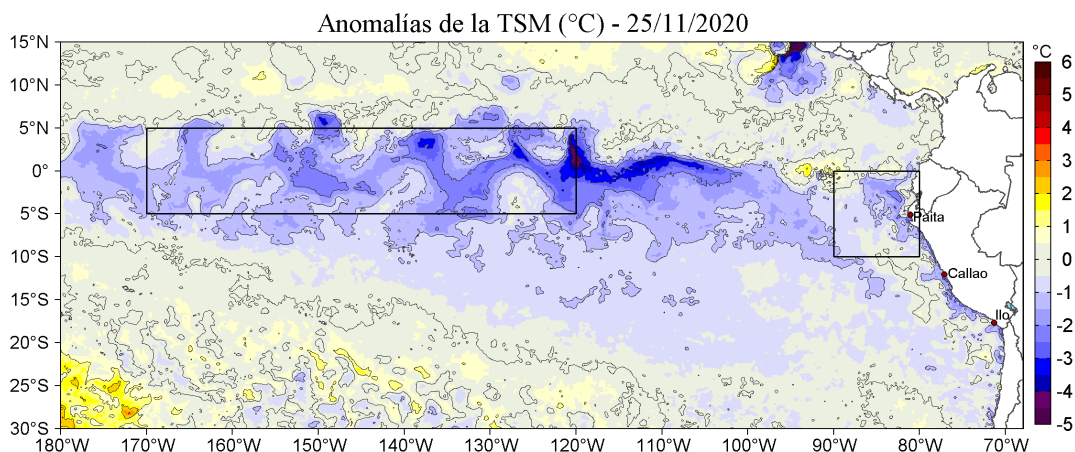 Anomalías de la TSM (°C) - 25/11/2020
15°N
10°N
5°N
0°
5°S
10°S
15°S
20°S
25°S
30°S
180°W
170°W
160°W
150°W
140°W
130°W
120°W
110°W
100°W
90°W
80°W
70°W
Paita
Callao
Ilo
°C
6
5
4
3
2
1
0
-1
-2
-3
-4
-5